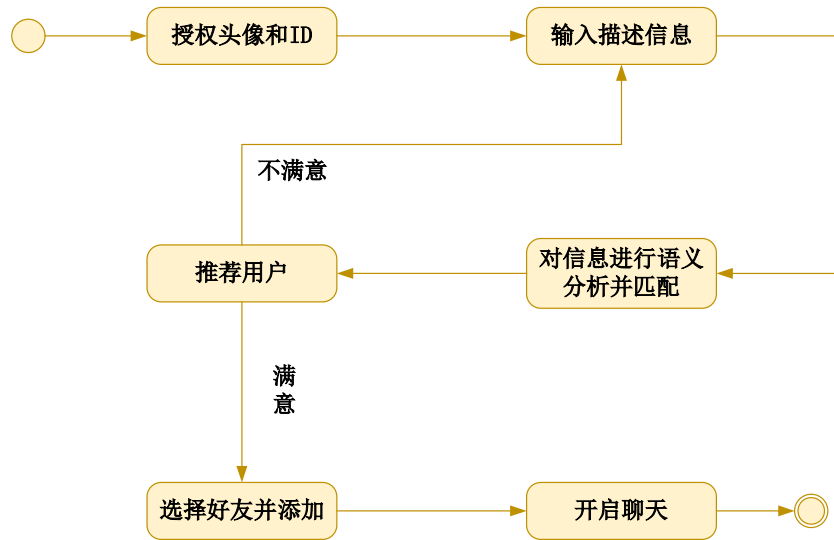 授权头像和ID
输入描述信息
不满意
推荐用户
对信息进行语义
分析并匹配
满
意
选择好友并添加
开启聊天